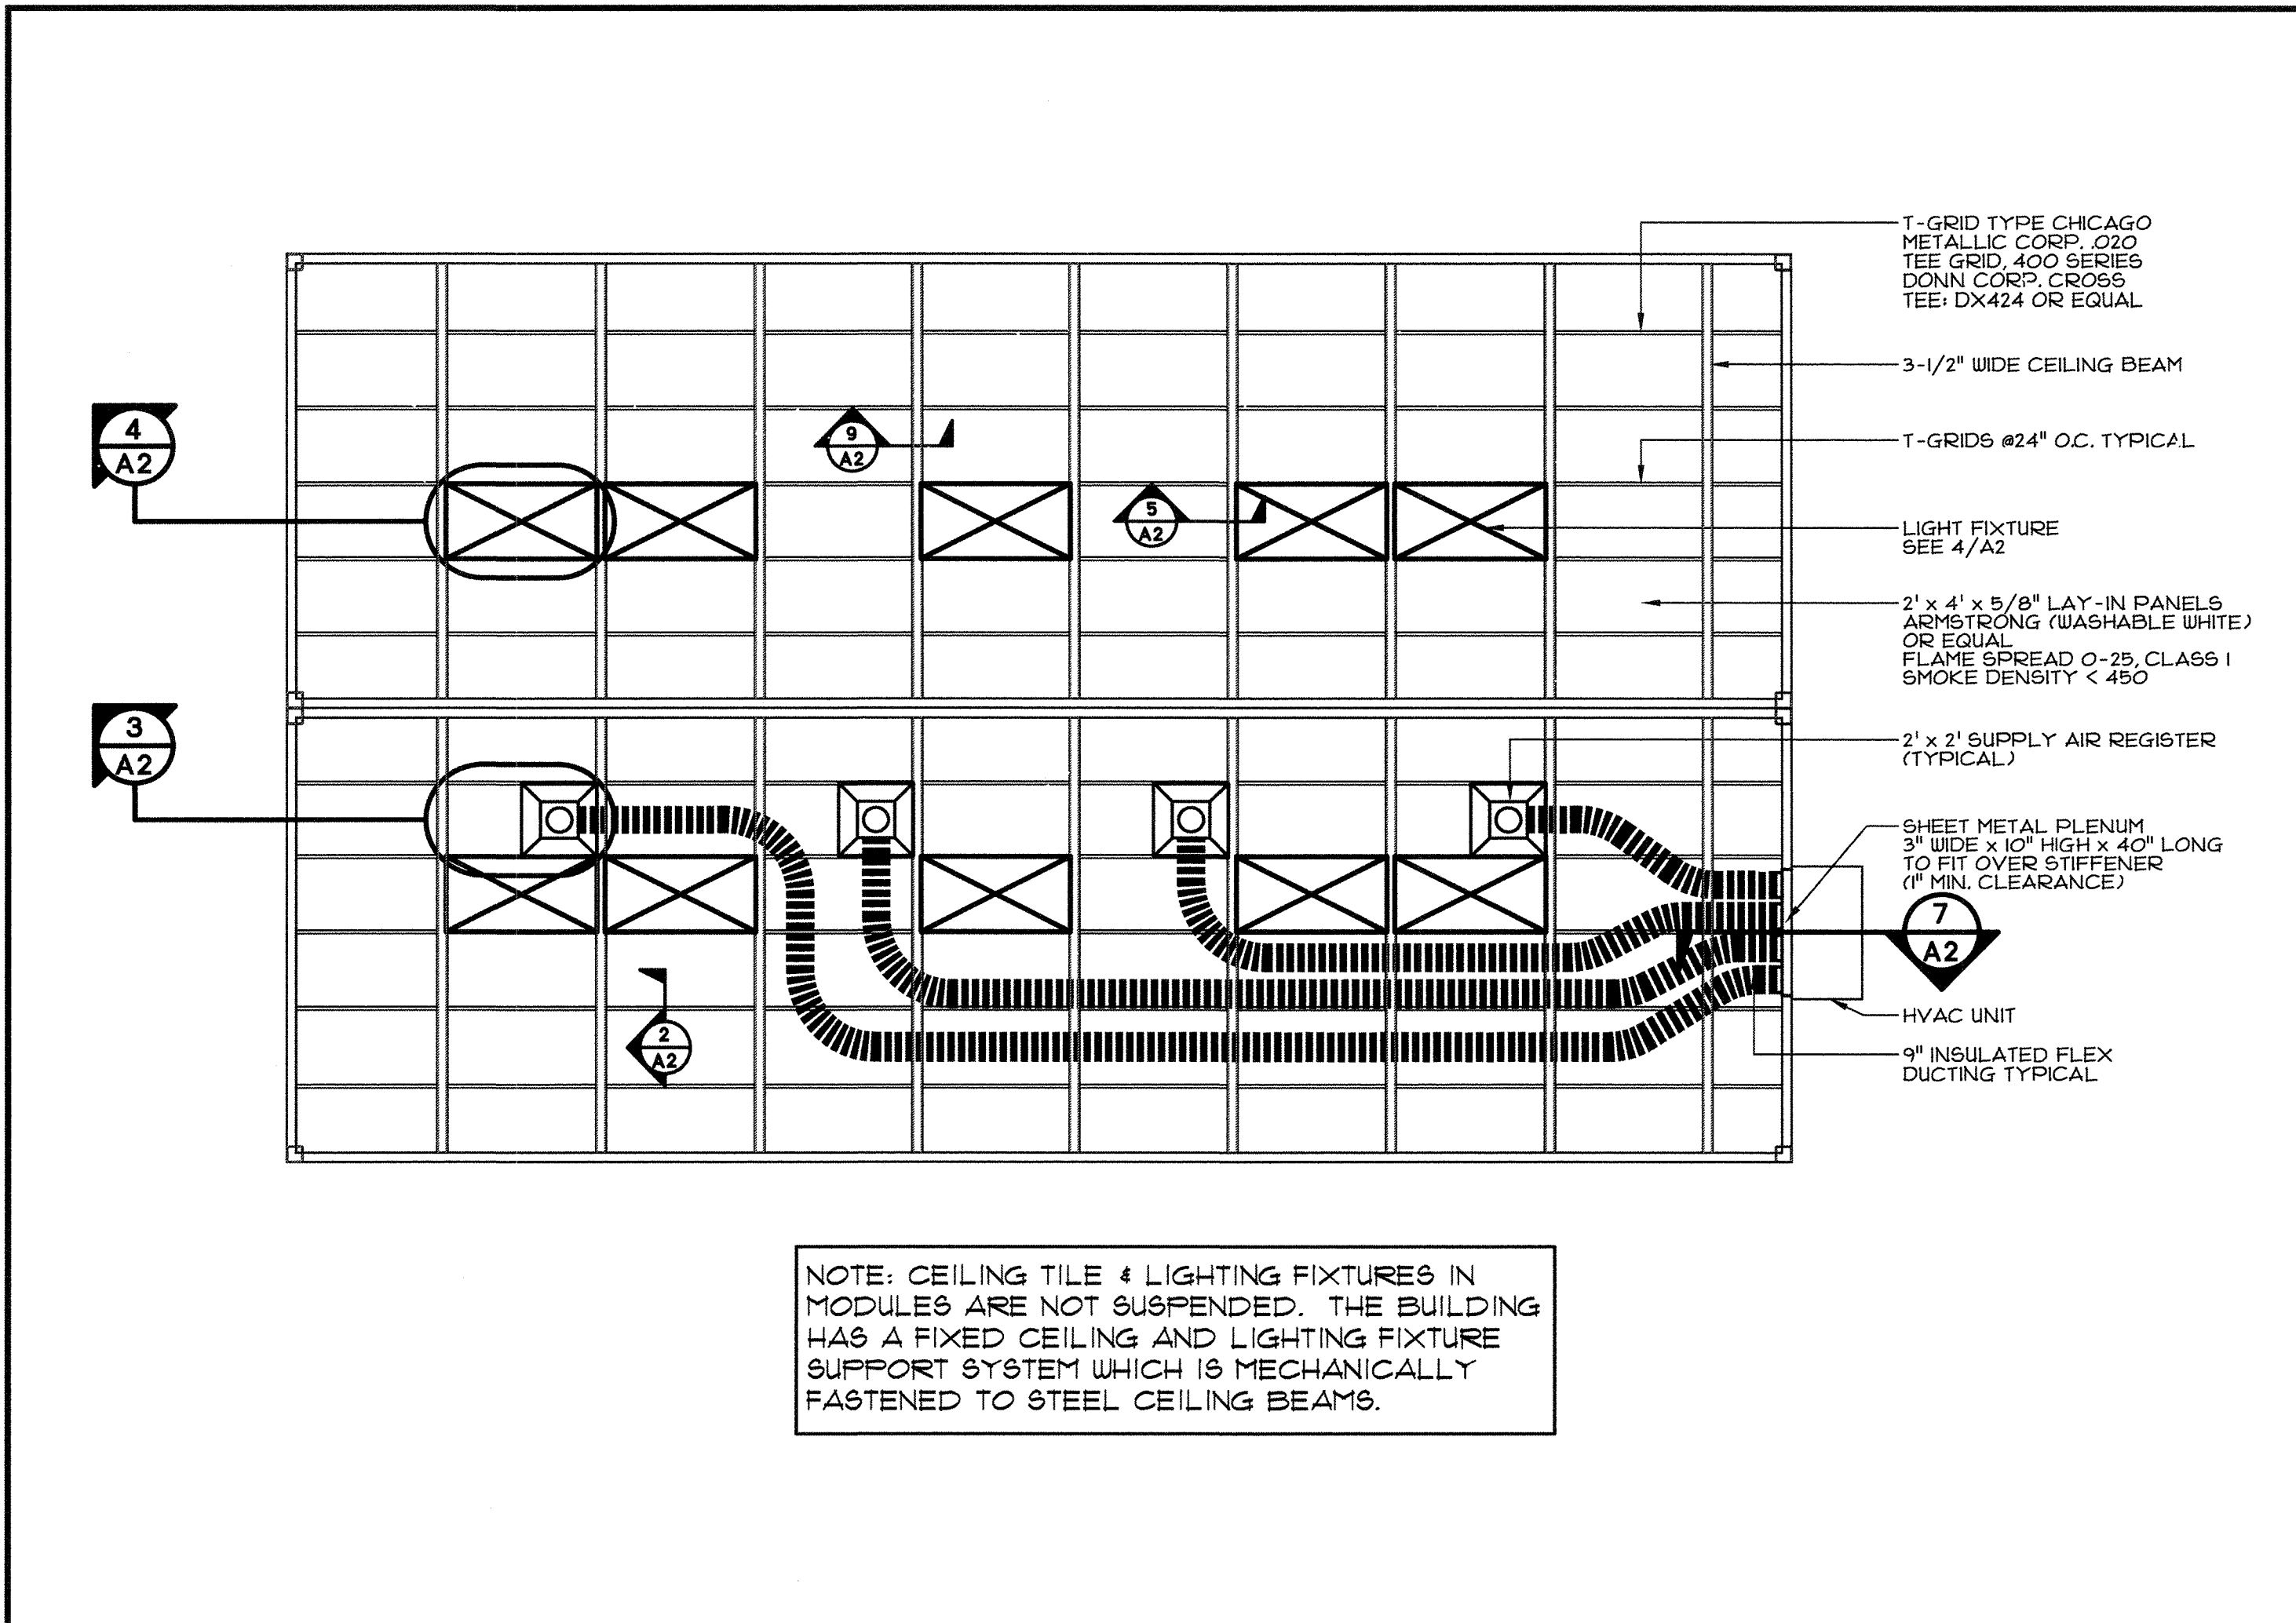 T-GRID TYPE CHICAGO
METALLIC CORP. .020
TEE GRID, 400 SERIES
DONN CORP. CROSS
TEE: DX424 OR EQUAL
3-1/2" WIDE CEILING BEAM
4
A2
9
A2
T-GRIDS @24" O.C. TYPICAL
5
A2
LIGHT FIXTURE
SEE 4/A2
2' x 4' x 5/8" LAY-IN PANELS
ARMSTRONG (WASHABLE WHITE)
OR EQUAL
FLAME SPREAD 0-25, CLASS I
SMOKE DENSITY < 450
3
A2
2' x 2' SUPPLY AIR REGISTER
(TYPICAL)
SHEET METAL PLENUM
3" WIDE x 10" HIGH x 40" LONG
TO FIT OVER STIFFENER
(1" MIN. CLEARANCE)
7
A2
HVAC UNIT
2
A2
9" INSULATED FLEX
DUCTING TYPICAL
NOTE: CEILING TILE & LIGHTING FIXTURES IN
MODULES ARE NOT SUSPENDED. THE BUILDING
HAS A FIXED CEILING AND LIGHTING FIXTURE
SUPPORT SYSTEM WHICH IS MECHANICALLY
FASTENED TO STEEL CEILING BEAMS.